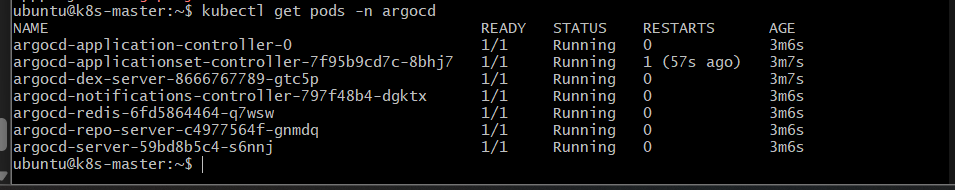 ubuntu@k8s-master:~$ kubectl get pods -n argocd
NAME READY STATUS RESTARTS AGE
argocd-application-controller-0 1/1 Running 0 3m6s
argocd-applicationset-controller-7f95b9cd7c-8bhj7 1/1 Running 1 (57s ago) 3m7s
argocd-dex-server-8666767789-gtc5p 1/1 Running 0 3m7s
argocd-notifications-controller-797f48b4-dgktx 1/1 Running 0 3m6s
argocd-redis-6fd5864464-q7wsw 1/1 Running 0 3m6s
argocd-repo-server-c4977564f-gnmdq 1/1 Running 0 3m6s
argocd-server-59bd8b5c4-s6nnj 1/1 Running 0 3m6s
ubuntu@k8s-master:~$